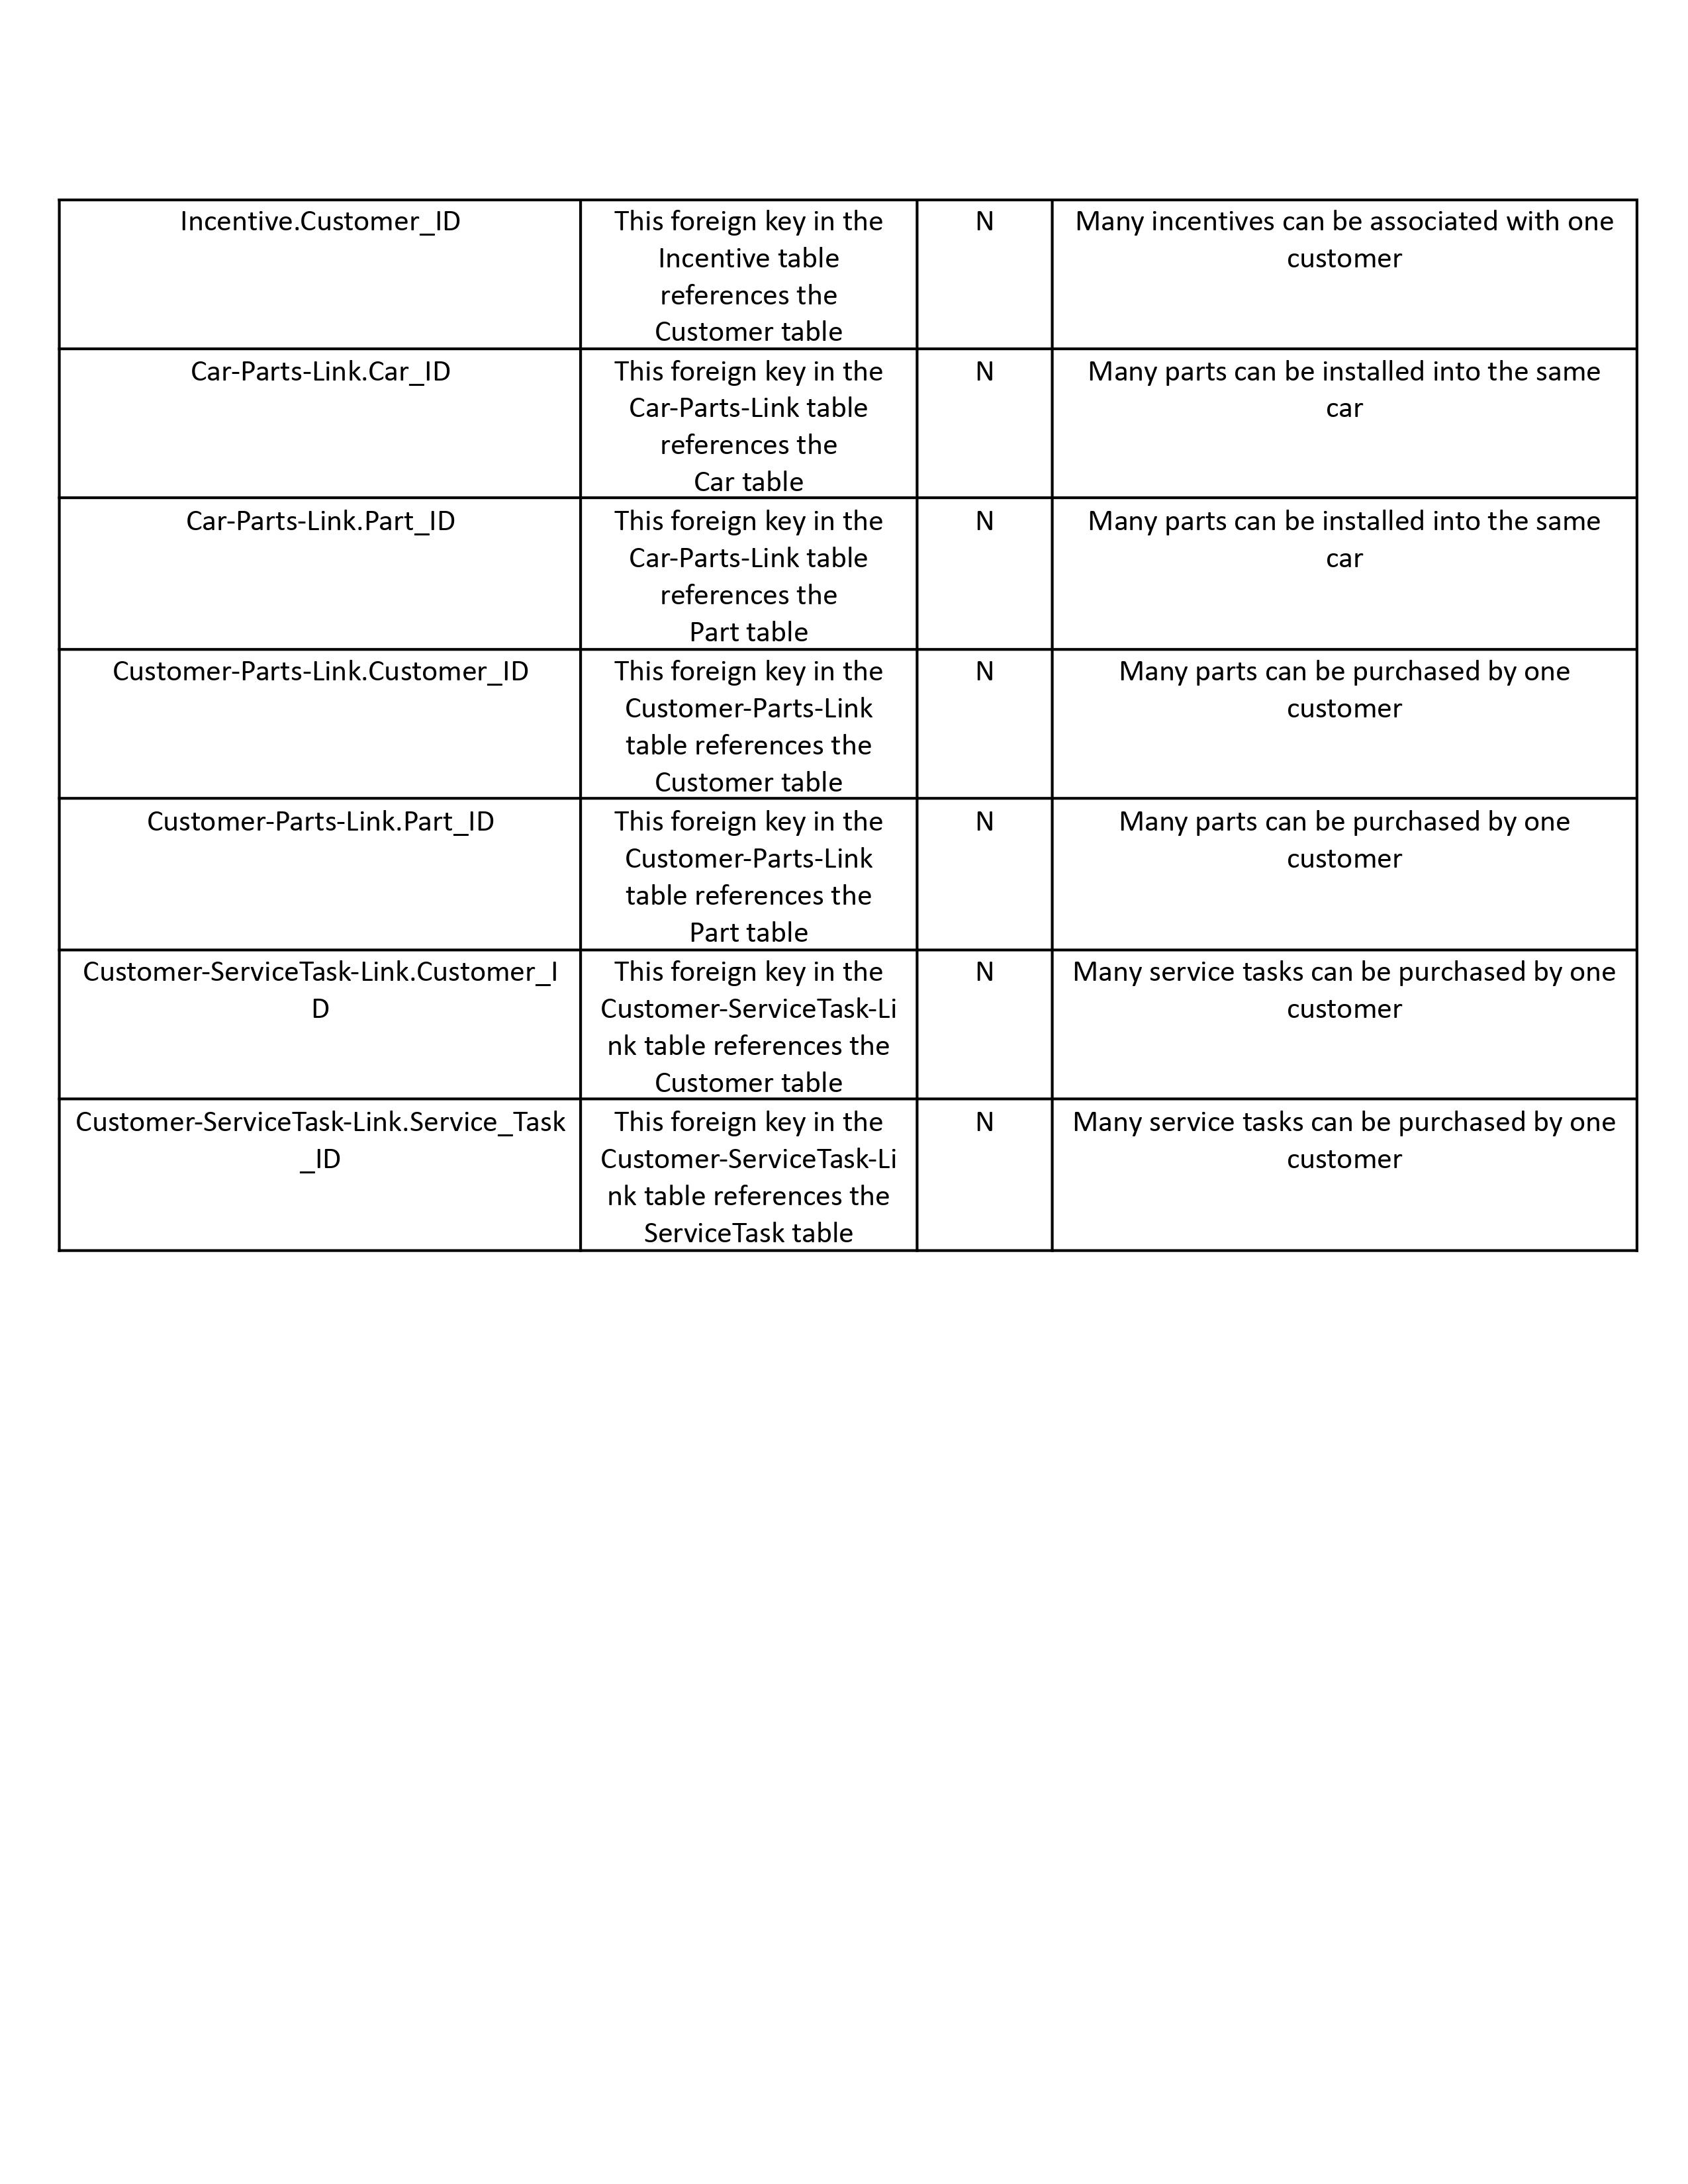 Incentive.Customer_ID
This foreign key in the
Incentive table
references the
Customer table
N
Many incentives can be associated with one
customer
Car-Parts-Link.Car_ID
This foreign key in the
Car-Parts-Link table
references the
Car table
N
Many parts can be installed into the same
car
Car-Parts-Link.Part_ID
This foreign key in the
Car-Parts-Link table
references the
Part table
N
Many parts can be installed into the same
car
Customer-Parts-Link.Customer_ID
This foreign key in the
Customer-Parts-Link
table references the
Customer table
N
Many parts can be purchased by one
customer
Customer-Parts-Link.Part_ID
This foreign key in the
Customer-Parts-Link
table references the
Part table
N
Many parts can be purchased by one
customer
Customer-ServiceTask-Link.Customer_I
D
This foreign key in the
Customer-ServiceTask-Li
nk table references the
Customer table
N
Many service tasks can be purchased by one
customer
Customer-ServiceTask-Link.Service_Task
_ID
This foreign key in the
Customer-ServiceTask-Li
nk table references the
ServiceTask table
N
Many service tasks can be purchased by one
customer